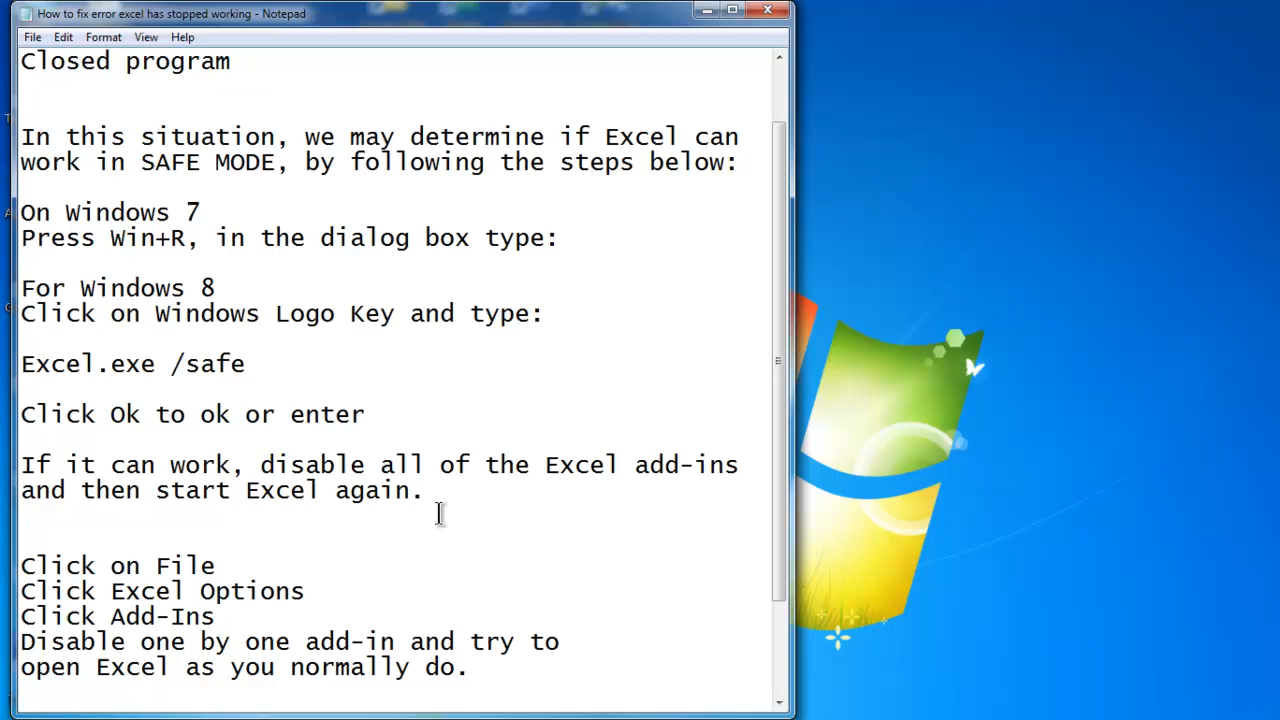 How to fix error excel has stopped working - Notepad
File Edit Format View Help
Closed program
In this situation, we may determine if Excel can
work in SAFE MODE, by following the steps below:
On Windows 7
Press Win+R, in the dialog box type:
For Windows 8
Click on Windows Logo Key and type:
Excel.exe /safe
Click Ok to ok or enter
If it can work, disable all of the Excel add-ins
and then start Excel again.
Click on File
Click Excel Options
Click Add-Ins
Disable one by one add-in and try to
open Excel as you normally do.